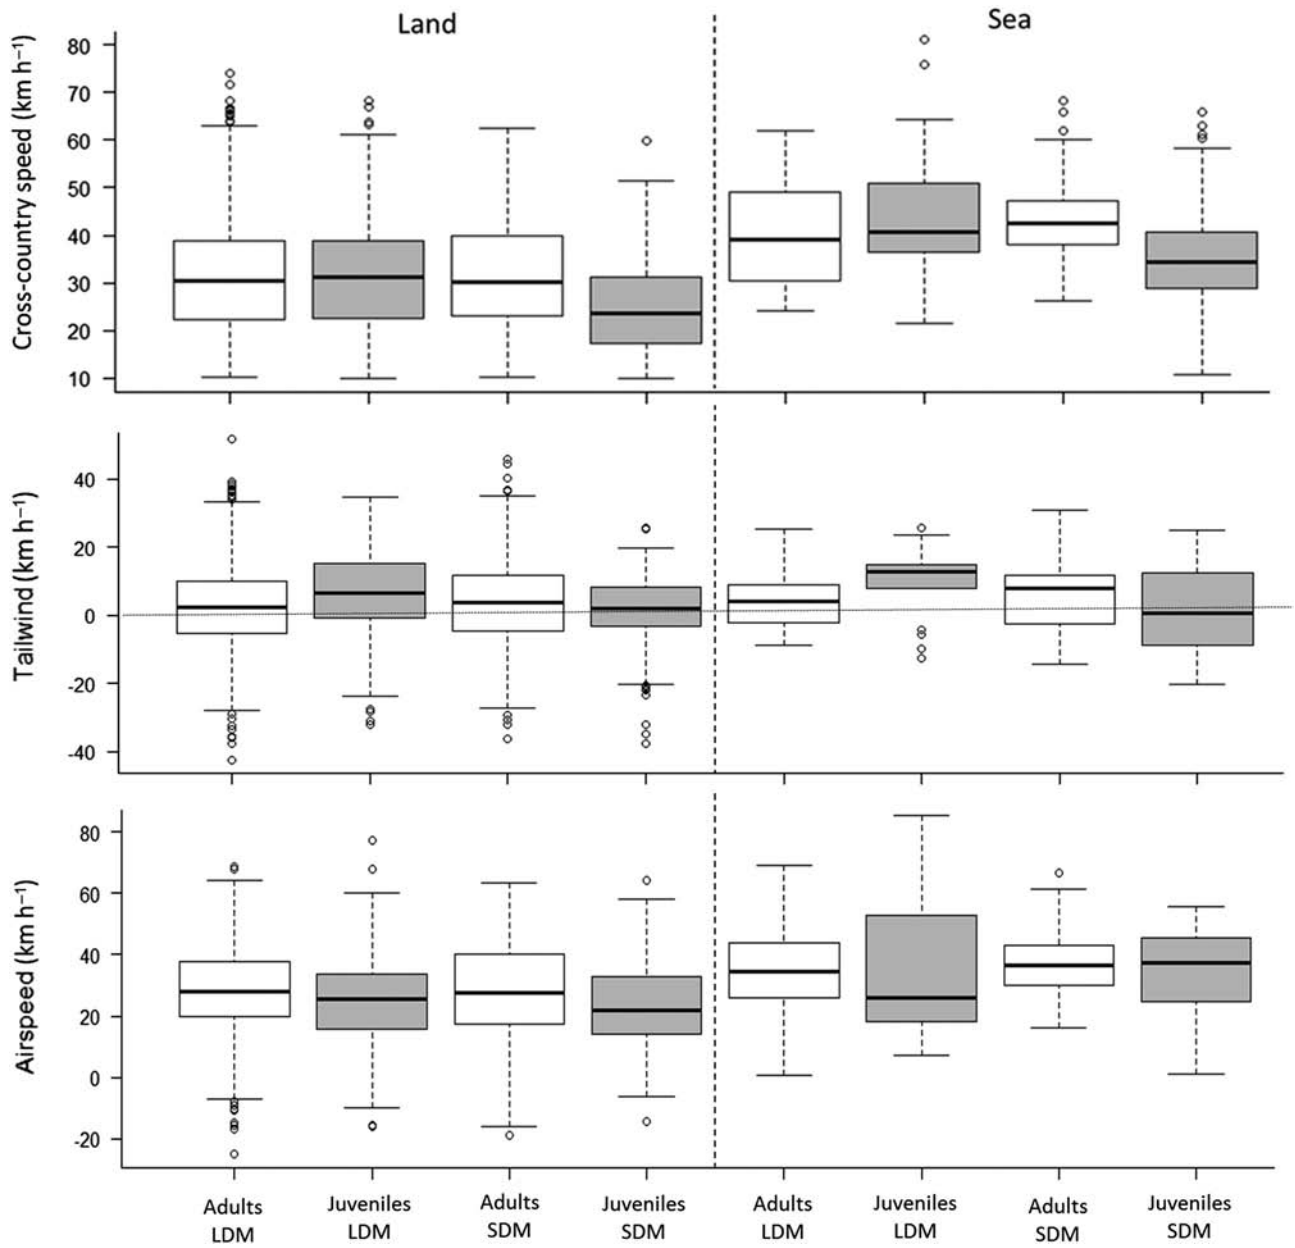 Land
Sea
Cross-country speed (km h⁻¹)
80
70
60
50
40
30
20
10
Tailwind (km h⁻¹)
40
20
0
-20
-40
Airspeed (km h⁻¹)
80
60
40
20
0
-20
Adults
LDM
Juveniles
LDM
Adults
SDM
Juveniles
SDM
Adults
LDM
Juveniles
LDM
Adults
SDM
Juveniles
SDM